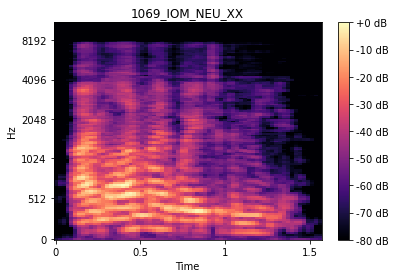 1069_IOM_NEU_XX
8192
4096
2048
1024
512
0
Hz
0
0.5
1
1.5
Time
+0 dB
-10 dB
-20 dB
-30 dB
-40 dB
-50 dB
-60 dB
-70 dB
-80 dB